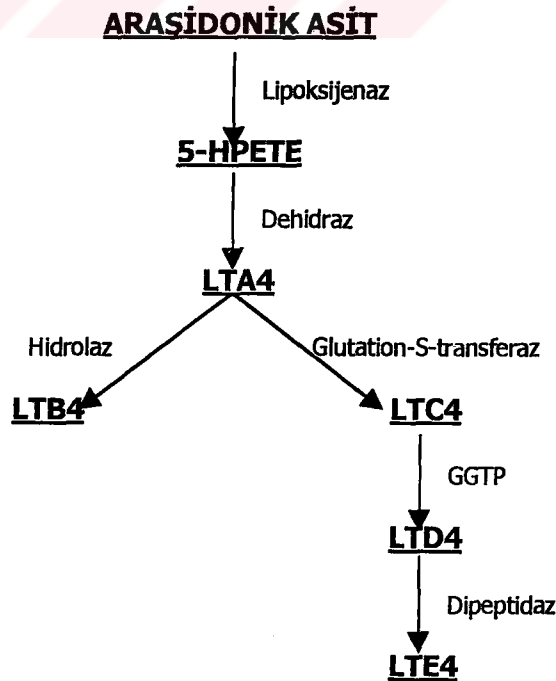 ARAŞİDONİK ASİT
Lipoksijenaz
5-HPETE
Dehidraz
LTA4
Hidrolaz
Glutation-S-transferaz
LTB4
LTC4
GGTP
LTD4
Dipeptidaz
LTE4